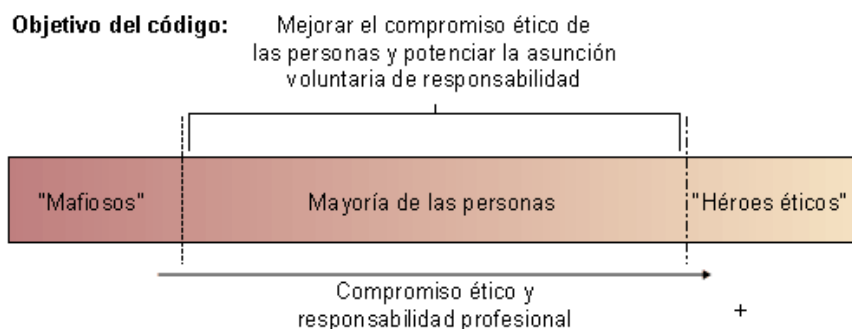 Objetivo del código: Mejorar el compromiso ético de
las personas y potenciar la asunción
voluntaria de responsabilidad
"Mafiosos" Mayoría de las personas "Héroes éticos"
Compromiso ético y
responsabilidad profesional +